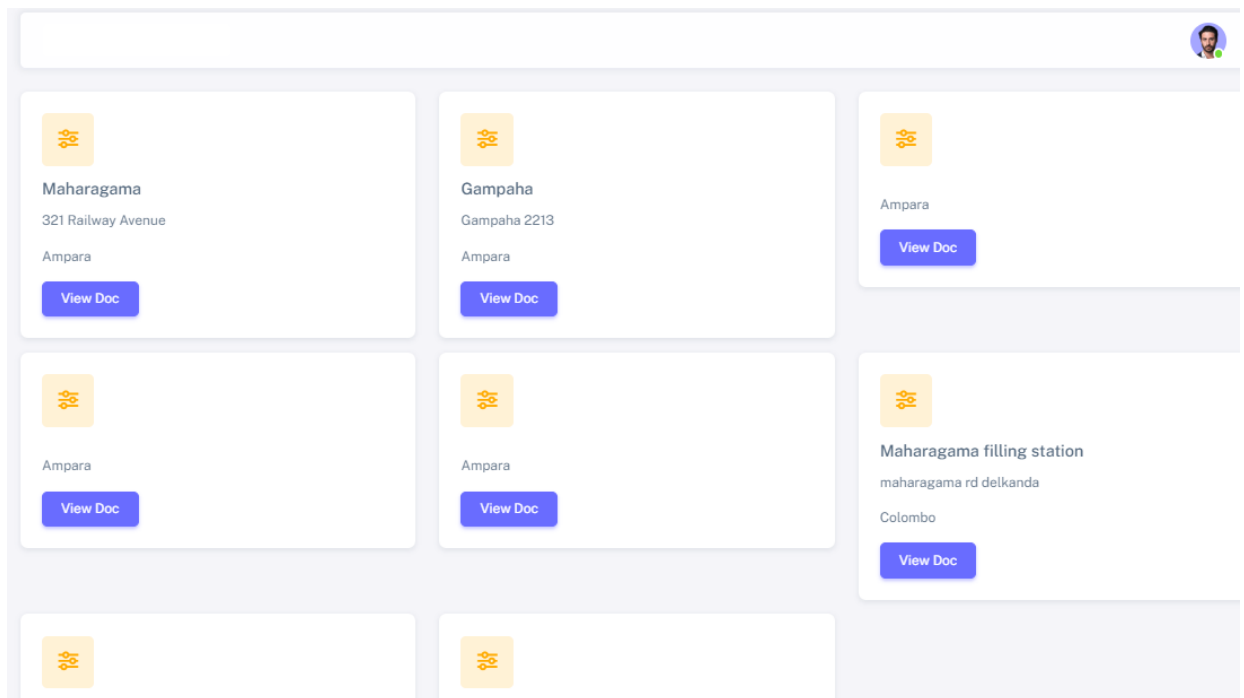 Maharagama
321 Railway Avenue
Ampara
View Doc
Gampaha
Gampaha 2213
Ampara
View Doc
Ampara
View Doc
Ampara
View Doc
Ampara
View Doc
Maharagama filling station
maharagama rd delkanda
Colombo
View Doc